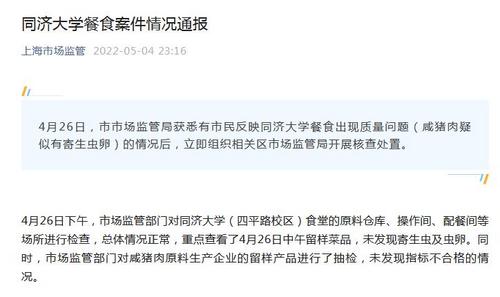 同济大学餐食案件情况通报
上海市场监管 2022-05-04 23:16
4月26日，市市场监管局获悉有市民反映同济大学餐食出现质量问题（咸猪肉疑
似有寄生虫卵）的情况后，立即组织相关区市场监管局开展核查处置。
4月26日下午，市场监管部门对同济大学（四平路校区）食堂的原料仓库、操作间、配餐间等
场所进行检查，总体情况正常，重点查看了4月26日中午留样菜品，未发现寄生虫及虫卵。同
时，市场监管部门对咸猪肉原料生产企业的留样产品进行了抽检，未发现指标不合格的情
况。